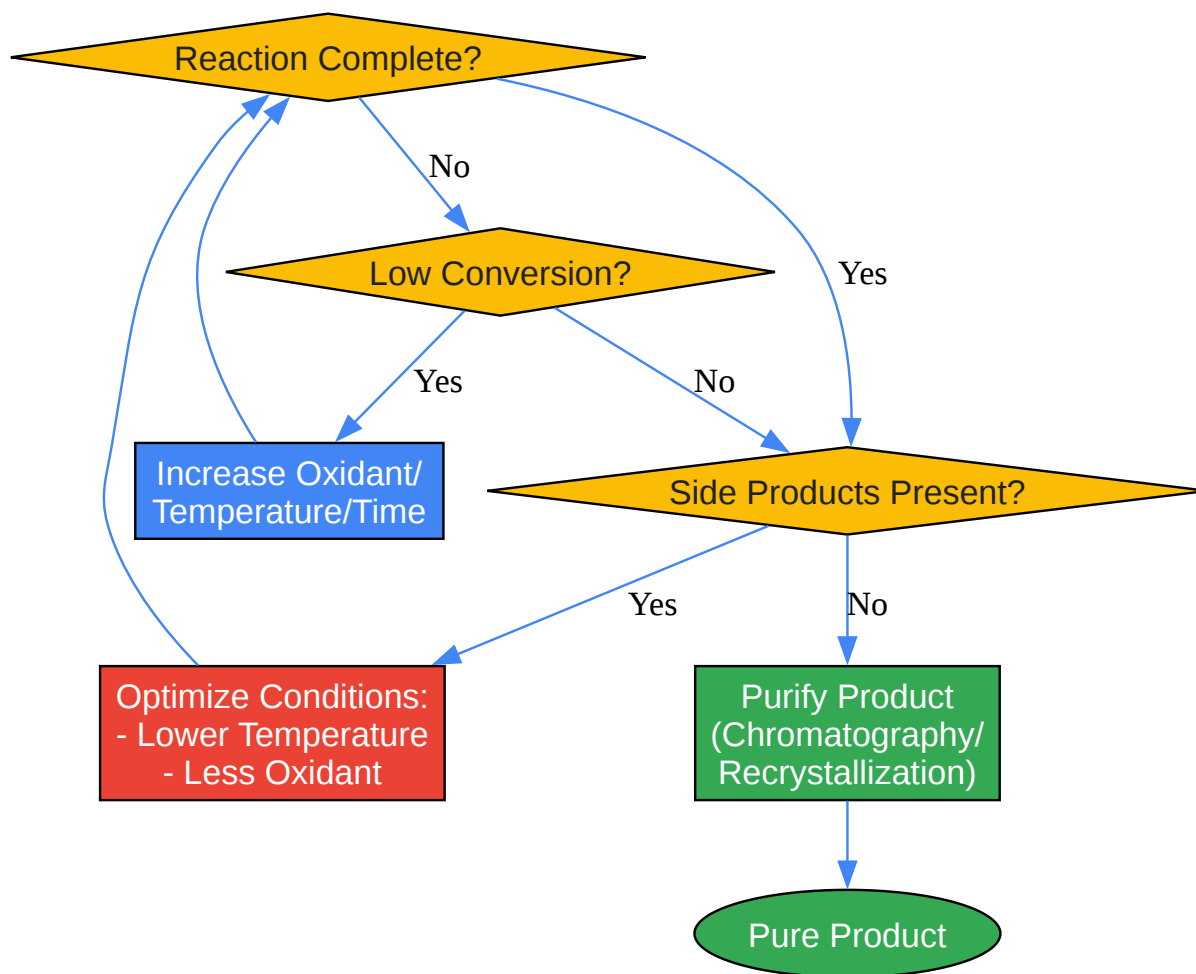 Reaction Complete?
No
Low Conversion?
Yes
Yes
No
Increase Oxidant/
Temperature/Time
Side Products Present?
Yes
No
Optimize Conditions:
- Lower Temperature
- Less Oxidant
Purify Product
(Chromatography/
Recrystallization)
Pure Product